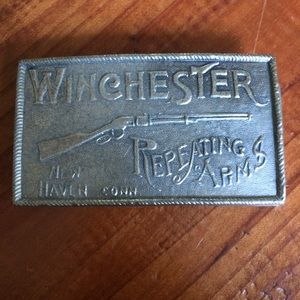 WINCHESTER
REPEATING
ARMS
NEW
HAVEN CONN